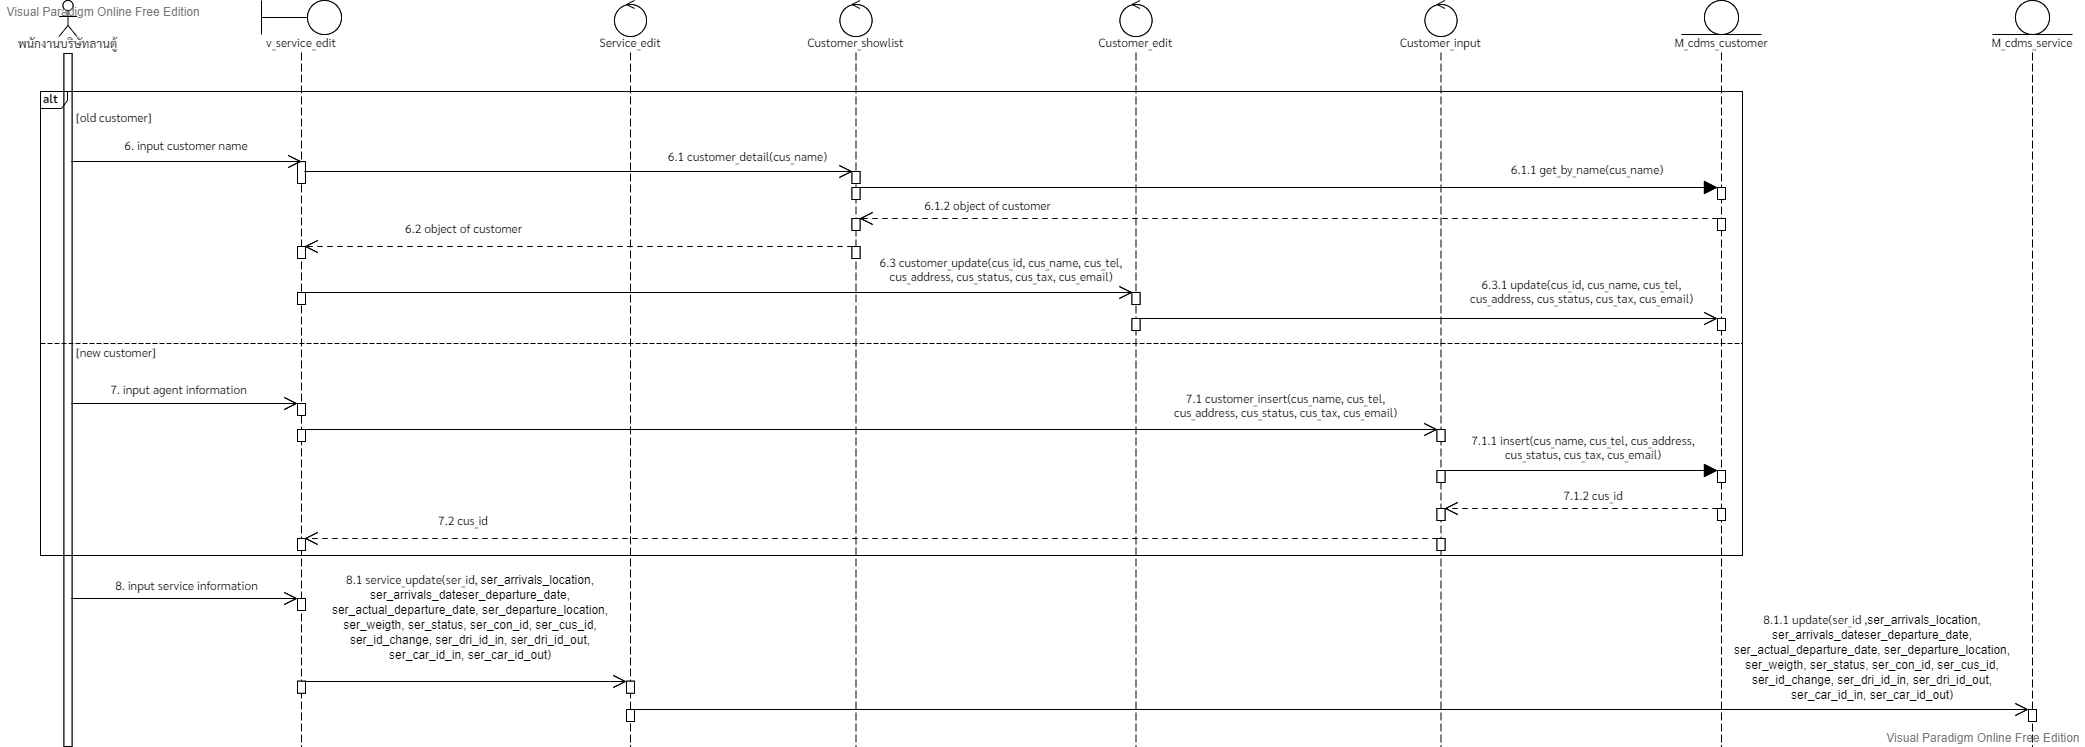 Visual Paradigm Online Free Edition
พนักงานบริษัทลานตู้
v_service_edit
Service_edit
Customer_showlist
Customer_edit
Customer_input
M_cdms_customer
M_cdms_service
alt
[old customer]
6. input customer name
6.1 customer_detail(cus_name)
6.1.1 get_by_name(cus_name)
6.1.2 object of customer
6.2 object of customer
6.3 customer_update(cus_id, cus_name, cus_tel,
cus_address, cus_status, cus_tax, cus_email)
6.3.1 update(cus_id, cus_name, cus_tel,
cus_address, cus_status, cus_tax, cus_email)
[new customer]
7. input agent information
7.1 customer_insert(cus_name, cus_tel,
cus_address, cus_status, cus_tax, cus_email)
7.1.1 insert(cus_name, cus_tel, cus_address,
cus_status, cus_tax, cus_email)
7.1.2 cus_id
7.2 cus_id
8. input service information
8.1 service_update(ser_id, ser_arrivals_location,
ser_arrivals_dateser_departure_date,
ser_actual_departure_date, ser_departure_location,
ser_weigth, ser_status, ser_con_id, ser_cus_id,
ser_id_change, ser_dri_id_in, ser_dri_id_out,
ser_car_id_in, ser_car_id_out)
8.1.1 update(ser_id ,ser_arrivals_location,
ser_arrivals_dateser_departure_date,
ser_actual_departure_date, ser_departure_location,
ser_weigth, ser_status, ser_con_id, ser_cus_id,
ser_id_change, ser_dri_id_in, ser_dri_id_out,
ser_car_id_in, ser_car_id_out)
Visual Paradigm Online Free Edition